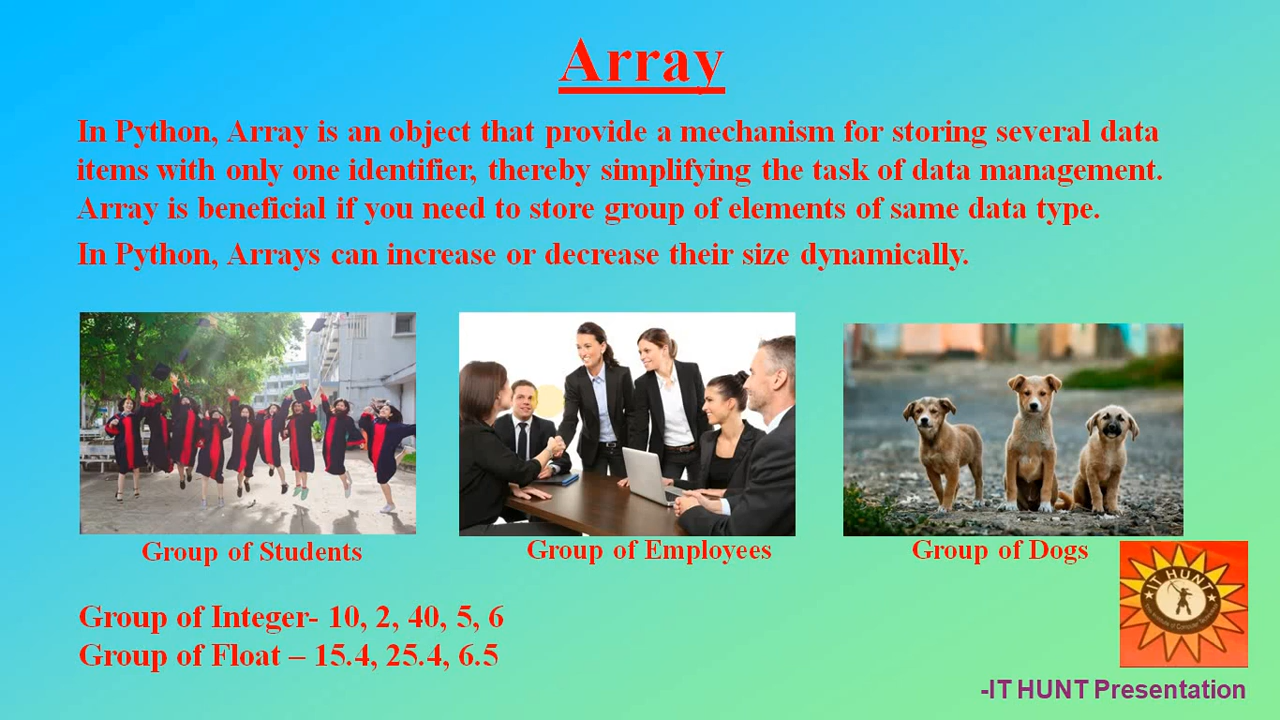 Array
In Python, Array is an object that provide a mechanism for storing several data
items with only one identifier, thereby simplifying the task of data management.
Array is beneficial if you need to store group of elements of same data type.
In Python, Arrays can increase or decrease their size dynamically.
Group of Students
Group of Employees
Group of Dogs
Group of Integer- 10, 2, 40, 5, 6
Group of Float – 15.4, 25.4, 6.5
IT HUNT
-IT HUNT Presentation